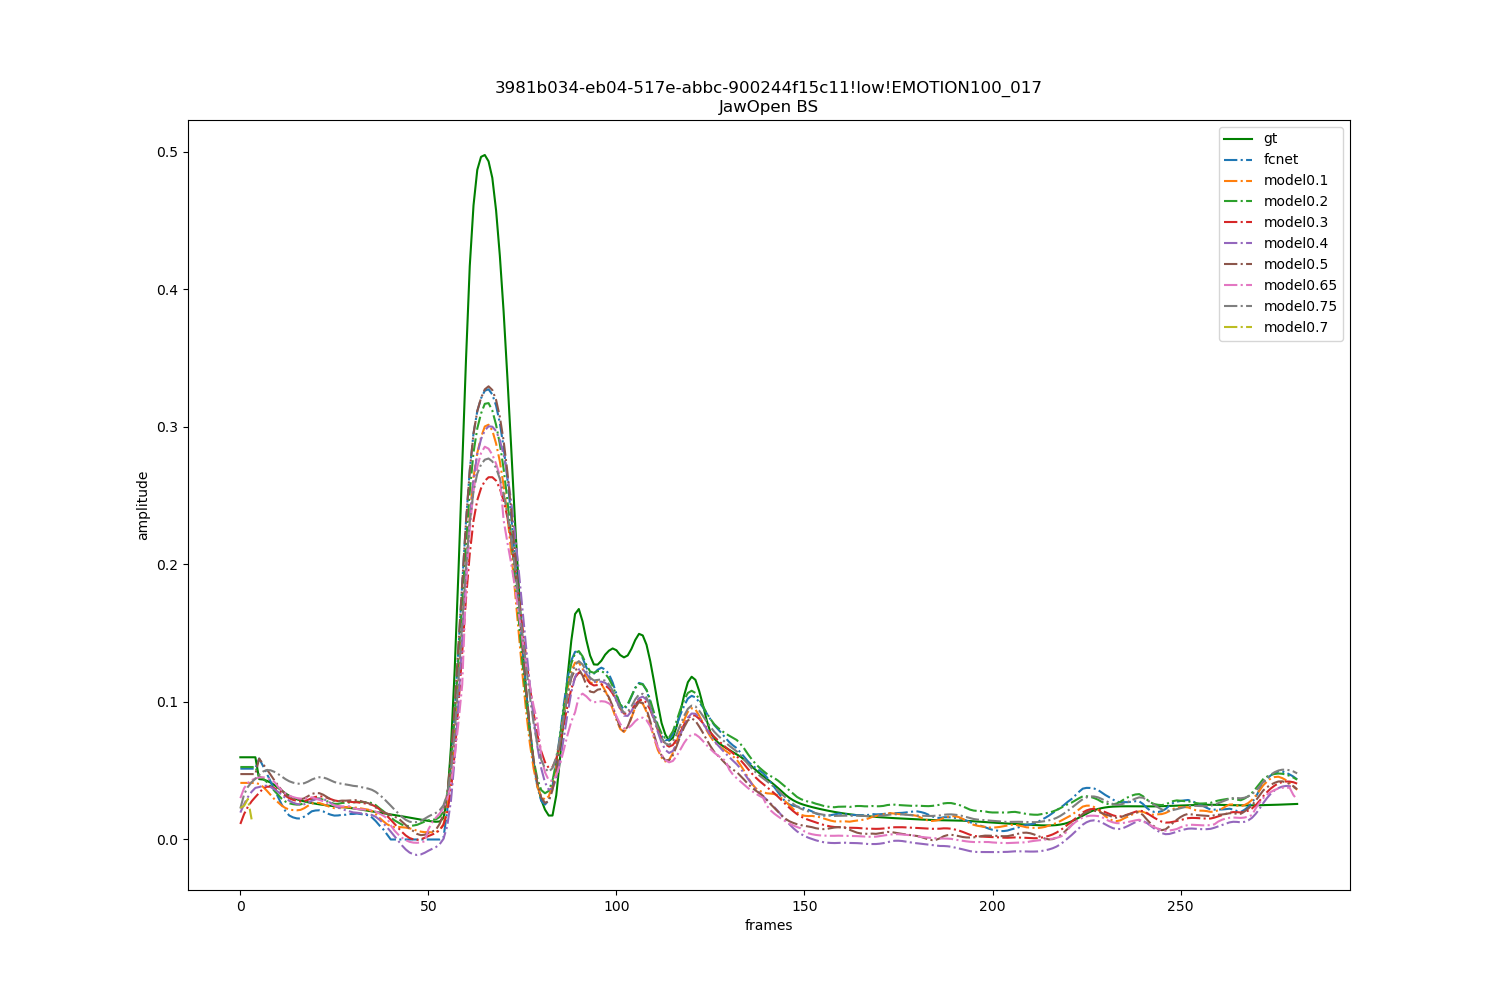 3981b034-eb04-517e-abbc-900244f15c11!low!EMOTION100_017
JawOpen BS
gt
fcnet
model0.1
model0.2
model0.3
model0.4
model0.5
model0.65
model0.75
model0.7
0.5
0.4
0.3
0.2
0.1
0.0
amplitude
0 50 100 150 200 250
frames